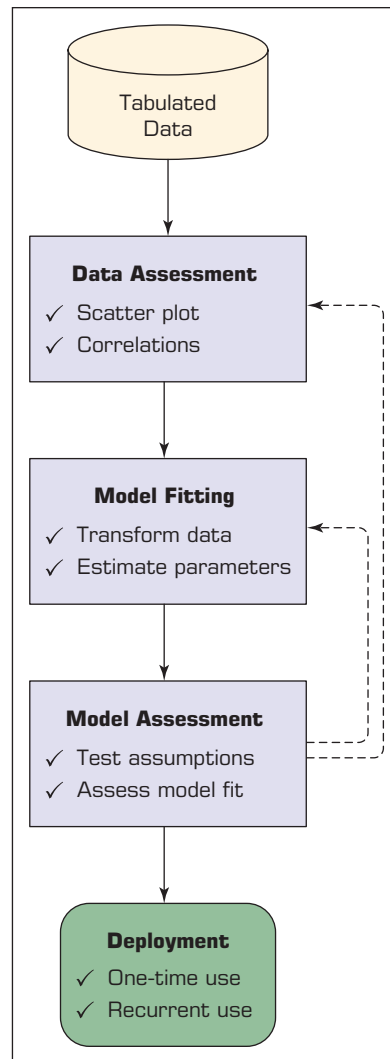 Tabulated
Data
Data Assessment
✓ Scatter plot
✓ Correlations
Model Fitting
✓ Transform data
✓ Estimate parameters
Model Assessment
✓ Test assumptions
✓ Assess model fit
Deployment
✓ One-time use
✓ Recurrent use